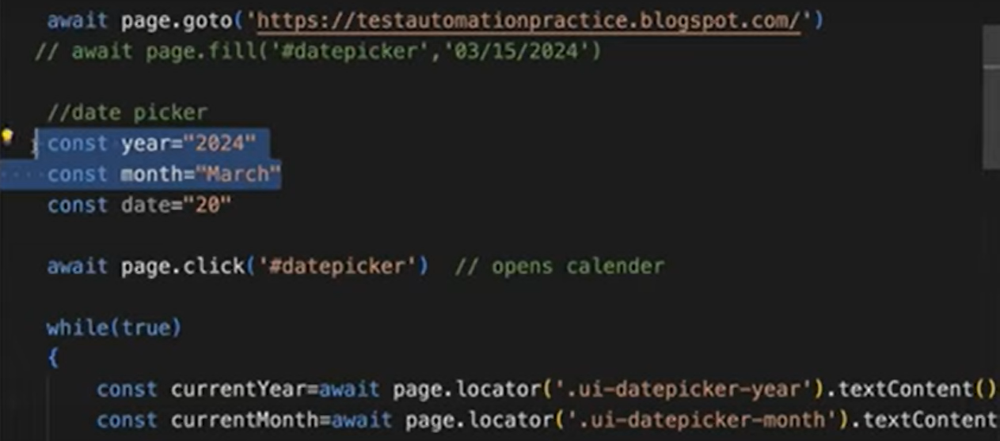 await page.goto('https://testautomationpractice.blogspot.com/')
// await page.fill('#datepicker','03/15/2024')
//date picker
const year="2024"
const month="March"
const date="20"
await page.click('#datepicker')  // opens calender
while(true)
{
const currentYear=await page.locator('.ui-datepicker-year').textContent()
const currentMonth=await page.locator('.ui-datepicker-month').textContent